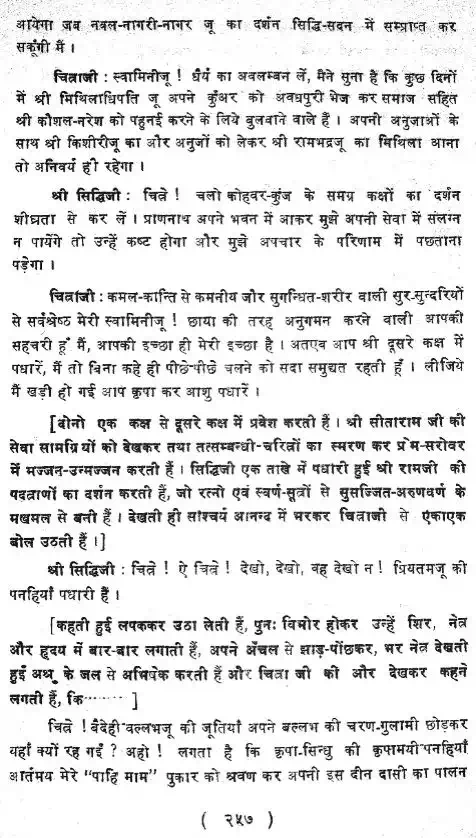 आयेगा जब नवल-नागरी-नागर जू का दर्शन सिद्धि-सदन में सम्प्राप्त कर
सकूंगी मैं ।
चित्राजी : स्वामिनीजू ! धैर्य का अवलम्बन लें, मैंने सुना है कि कुछ दिनों
में श्री मिथिलाधिपति जू अपने कुँअर को अवधपुरी भेज कर समाज सहित
श्री कौशल-नरेश को पहुनई करने के लिये बुलवाने वाले हैं । अपनी अनुजाओं के
साथ श्री किशोरीजू का और अनुजों को लेकर श्री रामभद्रजू का मिथिला आना
तो अनिवर्य ही रहेगा ।
श्री सिद्धिजी : चित्रे ! चलो कोहवर-कुंज के समग्र कक्षों का दर्शन
शीघ्रता से कर लें । प्राणनाथ अपने भवन में आकर मुझे अपनी सेवा में संलग्न
न पायेंगे तो उन्हें कष्ट होगा और मुझे अपचार के परिणाम में पछताना
पड़ेगा ।
चित्राजी : कमल-कान्ति से कमनीय और सुगन्धित-शरीर वाली सुर-सुन्दरियों
से सर्वश्रेष्ठ मेरी स्वामिनीजू ! छाया की तरह अनुगमन करने वाली आपकी
सहचरी हूँ मैं, आपकी इच्छा ही मेरी इच्छा है । अतएव आप श्री दूसरे कक्ष में
पधारें, मैं तो बिना कहे ही पीछे-पीछे चलने को सदा समुद्यत रहती हूँ । लीजिये
मैं खड़ी हो गई आप कृपा कर आशु पधारें ।
[दोनो एक कक्ष से दूसरे कक्ष में प्रवेश करती हैं । श्री सीताराम जी की
सेवा सामग्रियों को देखकर तथा तत्सम्बन्धी-चरित्रों का स्मरण कर प्रेम-सरोवर
में मज्जन-उन्मज्जन करती हैं । सिद्धिजी एक ताखे में पधारी हुई श्री रामजी की
पदत्राणों का दर्शन करती हैं, जो रत्नों एवं स्वर्ण-सूत्रों से सुसज्जित-अरुणवर्ण के
मखमल से बनी हैं । देखती ही साश्चर्य आनन्द में भरकर चित्राजी से एकाएक
बोल उठती हैं ।]
श्री सिद्धिजी : चित्रे ! ऐ चित्रे ! देखो, देखो, वह देखो न ! प्रियतमजू की
पनहियाँ पधारी हैं ।
[कहती हुई लपककर उठा लेती हैं, पुनः विभोर होकर उन्हें शिर, नेत्र
और हृदय में बार-बार लगाती हैं, अपने अँचल से झाड़-पोंछकर, भर नेत्र देखती
हुई अश्रु के जल से अभिषेक करती हैं और चित्रा जी की ओर देखकर कहने
लगती हैं, कि········ ]
चित्रे ! वैदेही-वल्लभजू की जूतियाँ अपने बल्लभ की चरण-गुलामी छोड़कर
यहाँ क्यों रह गईं ? अहो ! लगता है कि कृपा-सिन्धु की कृपामयी-पनहियाँ
आर्तमय मेरे "पाहि माम" पुकार को श्रवण कर अपनी इस दीन दासी का पालन
( २५७ )